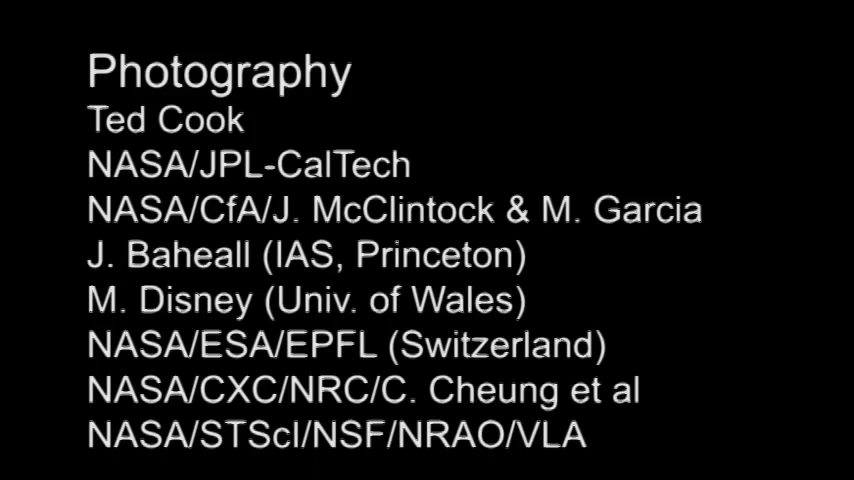 Photography
Ted Cook
NASA/JPL-CalTech
NASA/CfA/J. McClintock & M. Garcia
J. Baheall (IAS, Princeton)
M. Disney (Univ. of Wales)
NASA/ESA/EPFL (Switzerland)
NASA/CXC/NRC/C. Cheung et al
NASA/STScI/NSF/NRAO/VLA